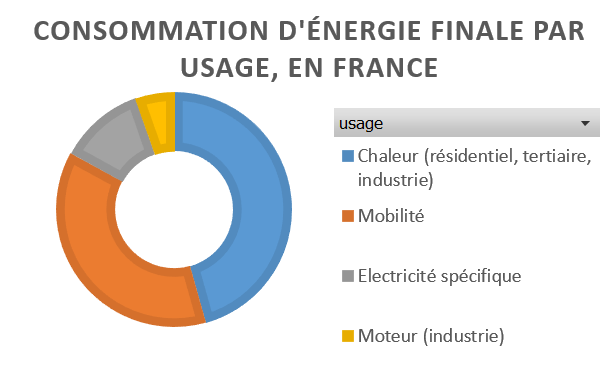 CONSOMMATION D'ÉNERGIE FINALE PAR
USAGE, EN FRANCE
usage
Chaleur (résidentiel, tertiaire,
industrie)
Mobilité
Electricité spécifique
Moteur (industrie)